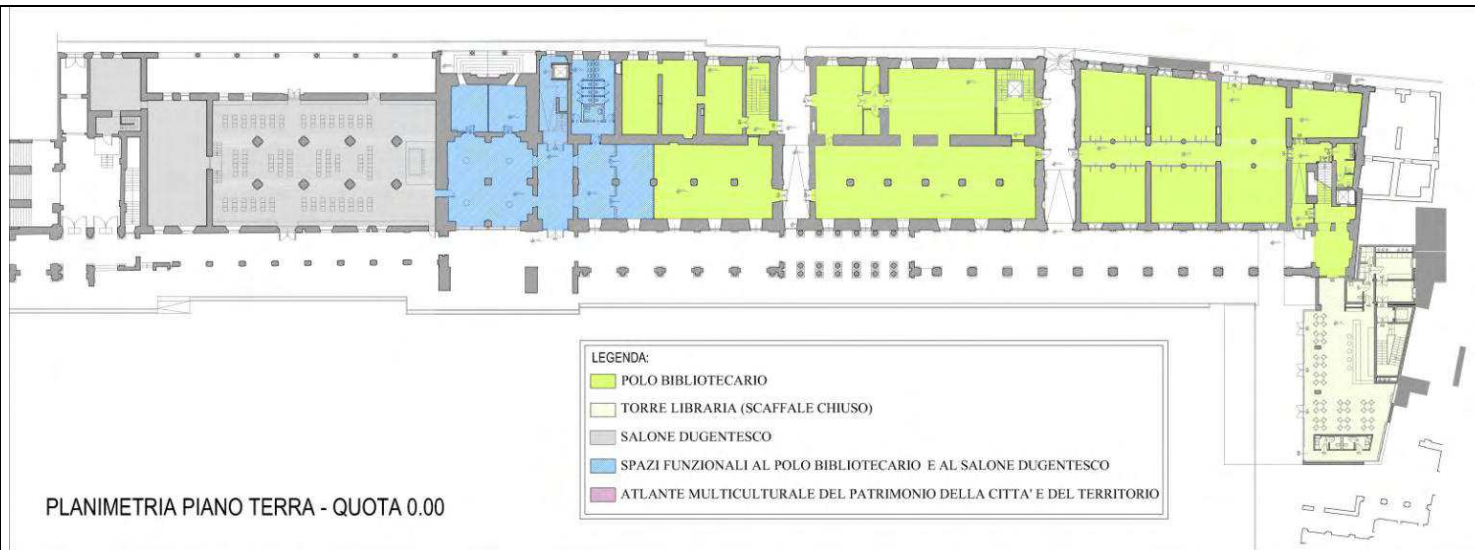 LEGENDA:
POLO BIBLIOTECARIO
TORRE LIBRARIA (SCAFFALE CHIUSO)
SALONE DUGENTESCO
SPAZI FUNZIONALI AL POLO BIBLIOTECARIO E AL SALONE DUGENTESCO
ATLANTE MULTICULTURALE DEL PATRIMONIO DELLA CITTA' E DEL TERRITORIO
PLANIMETRIA PIANO TERRA - QUOTA 0.00